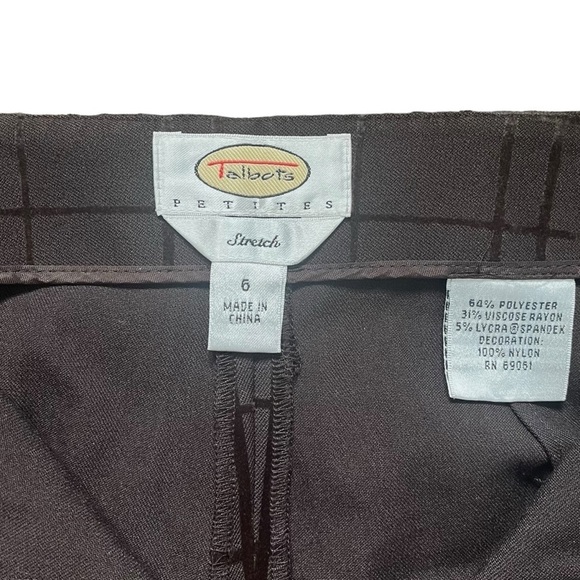 Talbots
PETITES
Stretch
6
MADE IN
CHINA
64% POLYESTER
31% VISCOSE RAYON
5% LYCRA ® SPANDEX
DECORATION:
100% NYLON
RN 69061